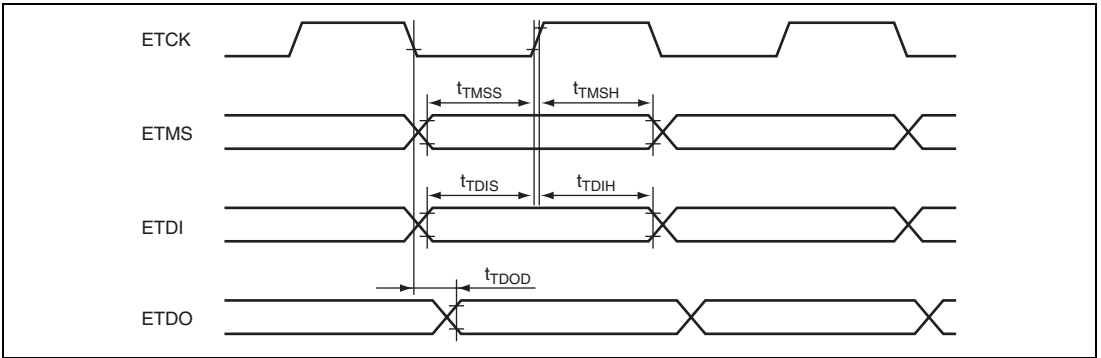 ETCK
tTMSS tTMSH
ETMS
tTDIS tTDIH
ETDI
tTDOD
ETDO